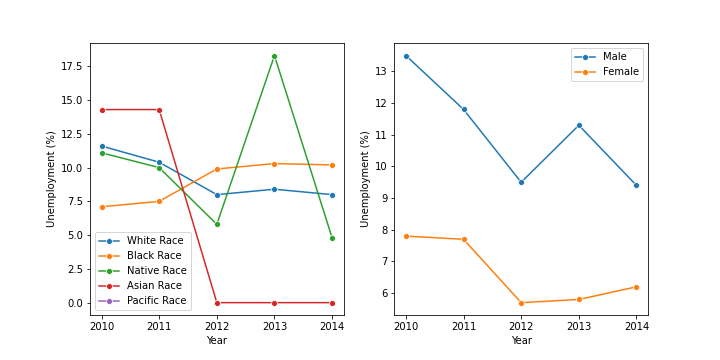 Unemployment (%)
17.5
15.0
12.5
10.0
7.5
5.0
2.5
0.0
White Race
Black Race
Native Race
Asian Race
Pacific Race
2010 2011 2012 2013 2014
Year
Unemployment (%)
13
12
11
10
9
8
7
6
Male
Female
2010 2011 2012 2013 2014
Year